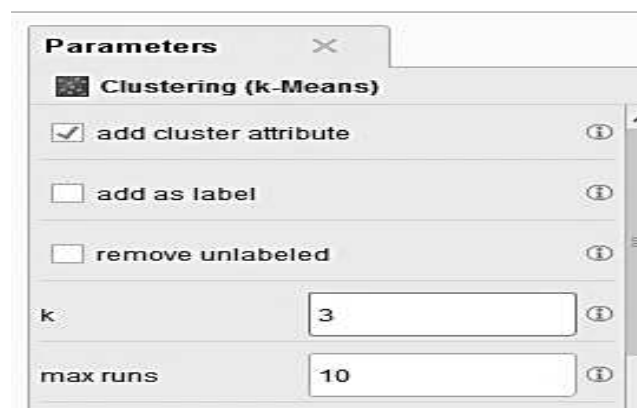 Parameters
Clustering (k-Means)
add cluster attribute
add as label
remove unlabeled
k 3
max runs 10